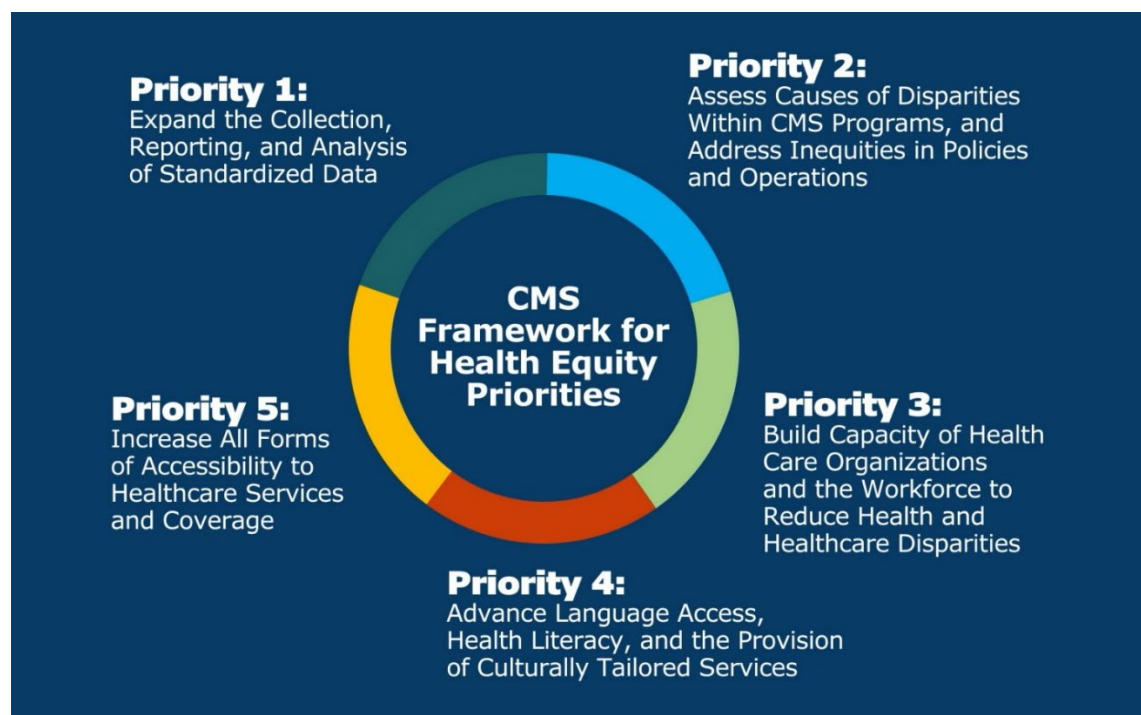 Priority 1:
Expand the Collection,
Reporting, and Analysis
of Standardized Data
Priority 2:
Assess Causes of Disparities
Within CMS Programs, and
Address Inequities in Policies
and Operations
CMS
Framework for
Health Equity
Priorities
Priority 3:
Build Capacity of Health
Care Organizations
and the Workforce to
Reduce Health and
Healthcare Disparities
Priority 4:
Advance Language Access,
Health Literacy, and the Provision
of Culturally Tailored Services
Priority 5:
Increase All Forms
of Accessibility to
Healthcare Services
and Coverage